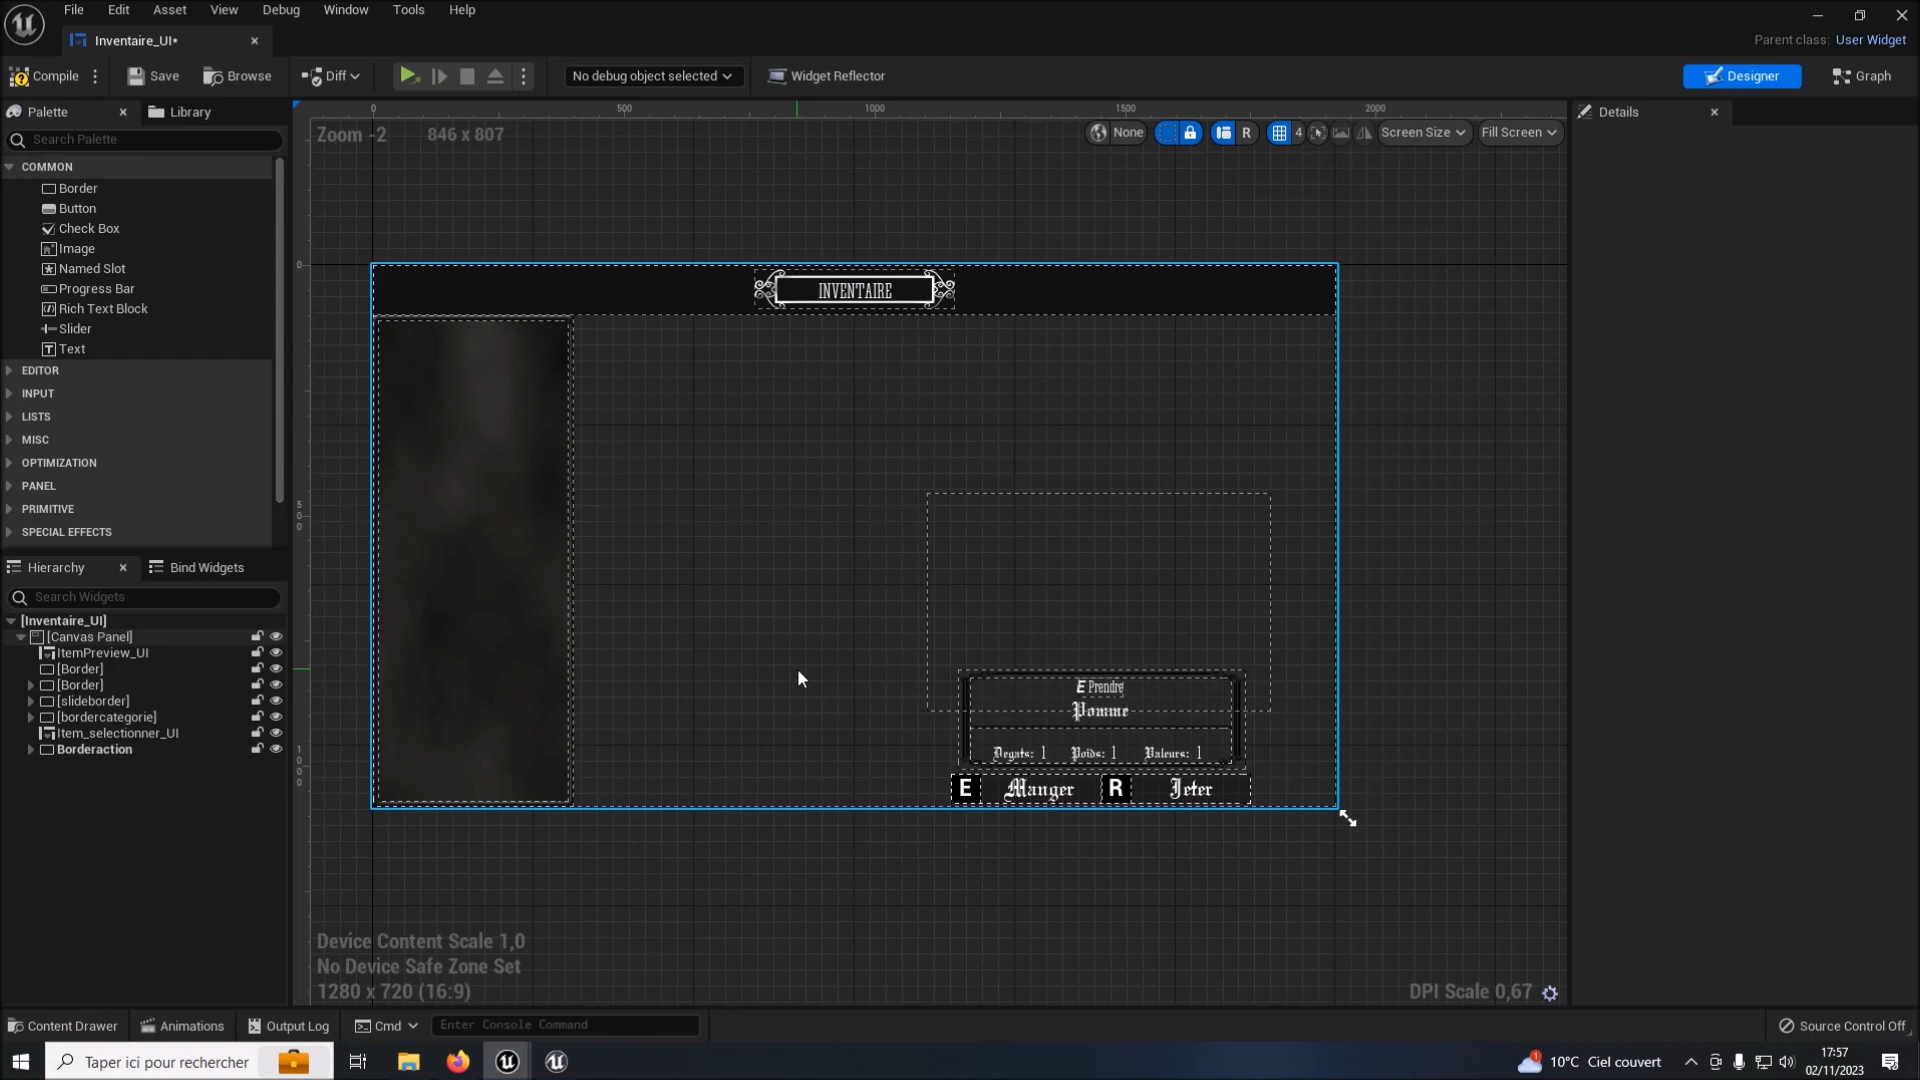 File Edit Asset View Debug Window Tools Help
Inventaire_UI•
Parent class: User Widget
Compile Save Browse Diff No debug object selected Widget Reflector Designer Graph
Palette Library Details
Search Palette
COMMON
Border
Button
Check Box
Image
Named Slot
Progress Bar
Rich Text Block
Slider
Text
EDITOR
INPUT
LISTS
MISC
OPTIMIZATION
PANEL
PRIMITIVE
SPECIAL EFFECTS
Hierarchy Bind Widgets
Search Widgets
[Inventaire_UI]
[Canvas Panel]
ItemPreview_UI
[Border]
[Border]
[slideborder]
[bordercategorie]
Item_selectionner_UI
Borderaction
0 500 1000 1500 2000
Zoom -2 846 x 807 None R 4 Screen Size Fill Screen
0
500
1000
INVENTAIRE
E Prendre
Pomme
Degats: 1 Poids: 1 Valeurs: 1
E Manger R Jeter
Device Content Scale 1,0
No Device Safe Zone Set
1280 x 720 (16:9) DPI Scale 0,67
Content Drawer Animations Output Log Cmd Enter Console Command Source Control Off
Taper ici pour rechercher 1 10°C Ciel couvert 17:57
02/11/2023